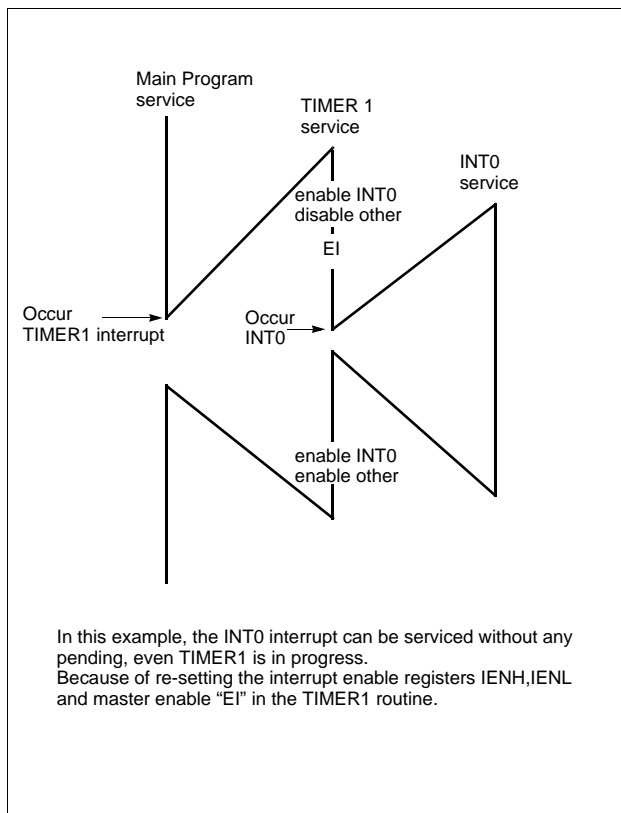 Main Program
service
TIMER 1
service
INT0
service
enable INT0
disable other
EI
Occur
TIMER1 interrupt
Occur
INT0
enable INT0
enable other
In this example, the INT0 interrupt can be serviced without any
pending, even TIMER1 is in progress.
Because of re-setting the interrupt enable registers IENH,IENL
and master enable “EI” in the TIMER1 routine.